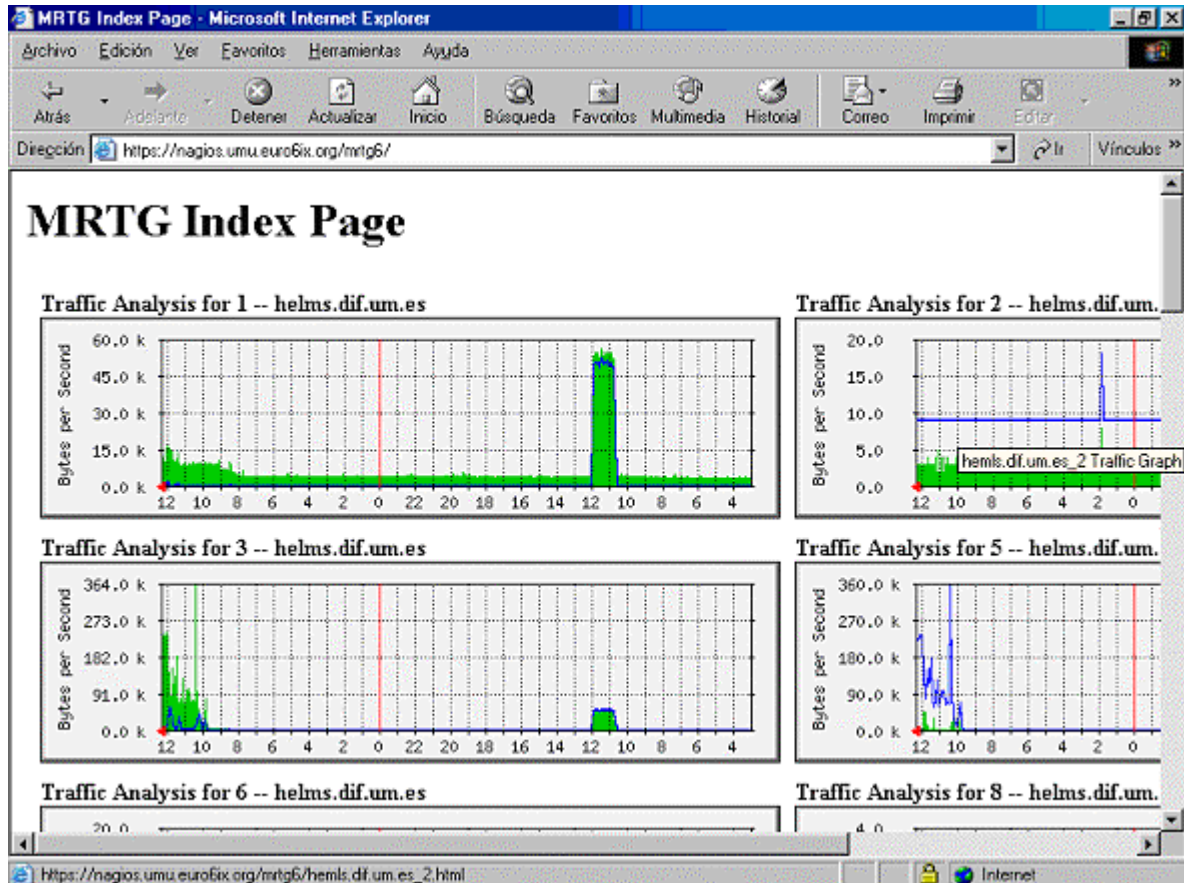 MRTG Index Page - Microsoft Internet Explorer
Archivo Edición Ver Favoritos Herramientas Ayuda
Atrás Adelante Detener Actualizar Inicio Búsqueda Favoritos Multimedia Historial Correo Imprimir Editar
Dirección https://nagios.umu.euro6ix.org/mrtg6/ Ir Vínculos
MRTG Index Page
Traffic Analysis for 1 -- helms.dif.um.es
Bytes per Second
60.0 k
45.0 k
30.0 k
15.0 k
0.0 k
12 10 8 6 4 2 0 22 20 18 16 14 12 10 8 6 4
Traffic Analysis for 2 -- helms.dif.um.
Bytes per Second
20.0
15.0
10.0
5.0
0.0
12 10 8 6 4 2 0
hemls.dif.um.es_2 Traffic Graph
Traffic Analysis for 3 -- helms.dif.um.es
Bytes per Second
364.0 k
273.0 k
182.0 k
91.0 k
0.0 k
12 10 8 6 4 2 0 22 20 18 16 14 12 10 8 6 4
Traffic Analysis for 5 -- helms.dif.um.
Bytes per Second
360.0 k
270.0 k
180.0 k
90.0 k
0.0 k
12 10 8 6 4 2 0
Traffic Analysis for 6 -- helms.dif.um.es
20.0
Traffic Analysis for 8 -- helms.dif.um.
4.0
https://nagios.umu.euro6ix.org/mrtg6/hemls.dif.um.es_2.html Internet